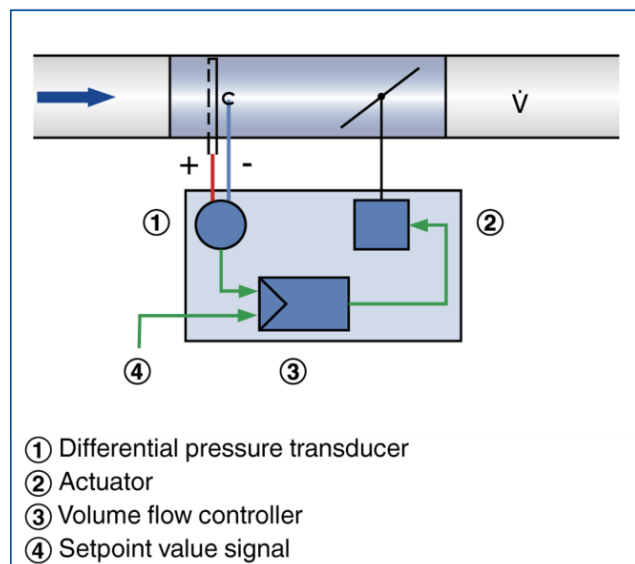 V̇
+ -
① ②
④ ③
① Differential pressure transducer
② Actuator
③ Volume flow controller
④ Setpoint value signal